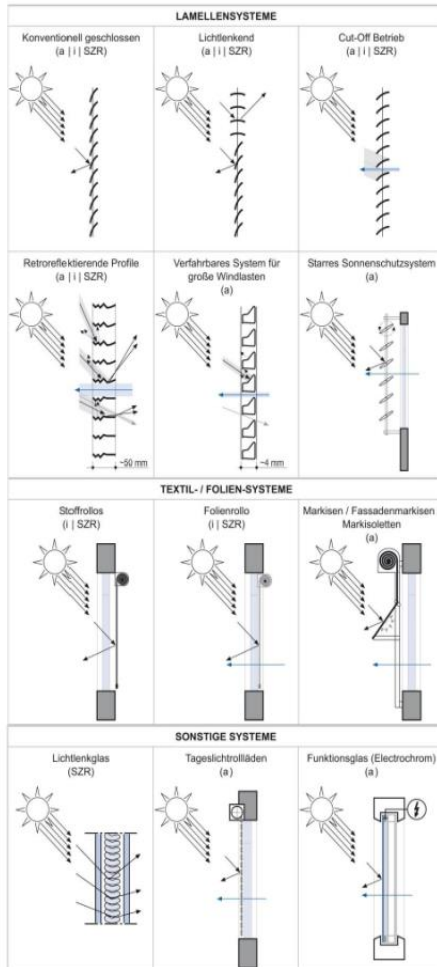 LAMELLENSYSTEME
Konventionell geschlossen
(a | i | SZR)
Lichtlenkend
(a | i | SZR)
Cut-Off Betrieb
(a | i | SZR)
Retroreflektierende Profile
(a | i | SZR)
~50 mm
Verfahrbares System für
große Windlasten
(a)
~4 mm
Starres Sonnenschutzsystem
(a)
TEXTIL- / FOLIEN-SYSTEME
Stoffrollos
(i | SZR)
Folienrollo
(i | SZR)
Markisen / Fassadenmarkisen
Markisoletten
(a)
SONSTIGE SYSTEME
Lichtlenkglas
(SZR)
Tageslichtrollläden
(a)
Funktionsglas (Electrochrom)
(a)